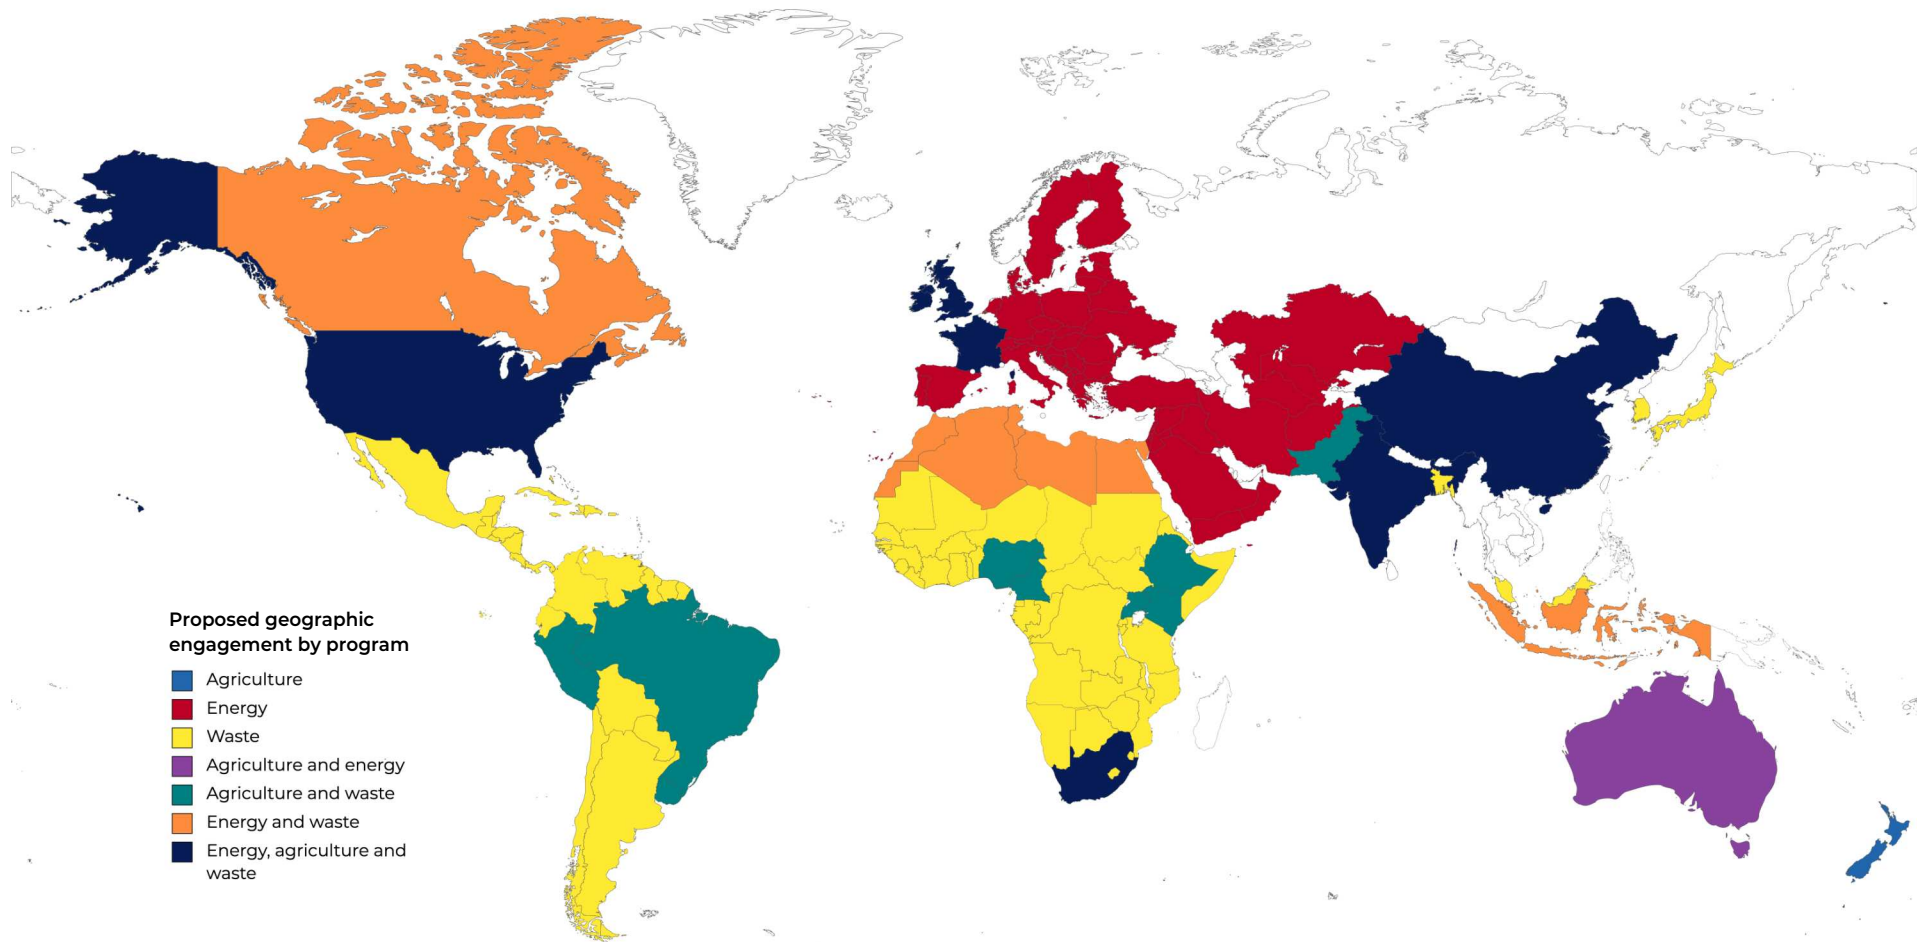 Proposed geographic
engagement by program
Agriculture
Energy
Waste
Agriculture and energy
Agriculture and waste
Energy and waste
Energy, agriculture and
waste